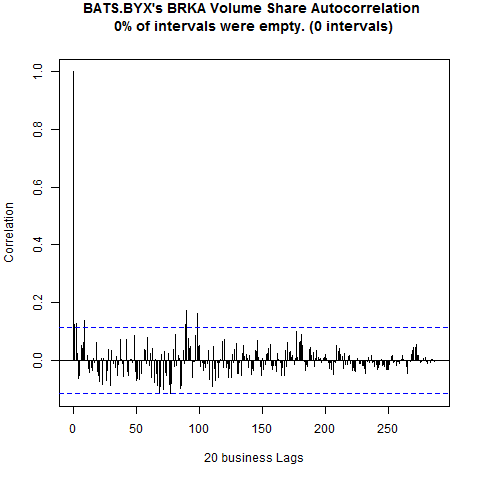 BATS.BYX's BRKA Volume Share Autocorrelation
0% of intervals were empty. (0 intervals)
Correlation
1.0
0.8
0.6
0.4
0.2
0.0
0 50 100 150 200 250
20 business Lags